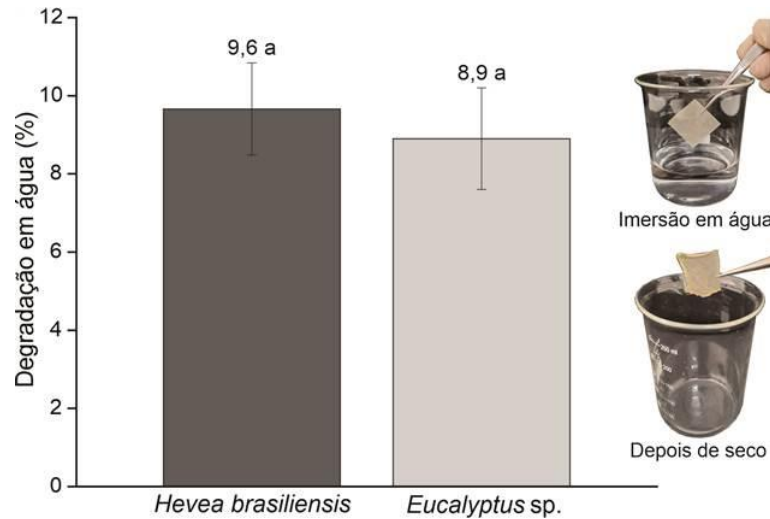 Degradação em água (%)
12
10
8
6
4
2
0
9,6 a
8,9 a
Hevea brasiliensis
Eucalyptus sp.
Imersão em água
Depois de seco